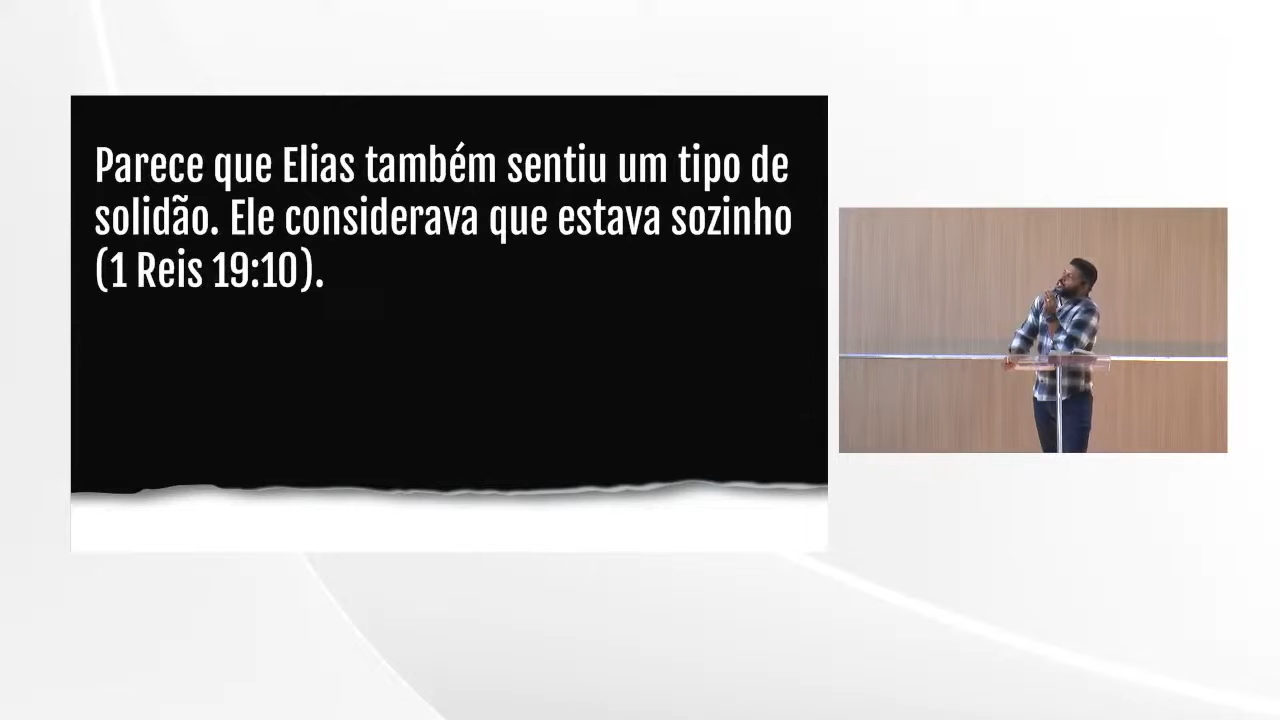 Parece que Elias também sentiu um tipo de
solidão. Ele considerava que estava sozinho
(1 Reis 19:10).